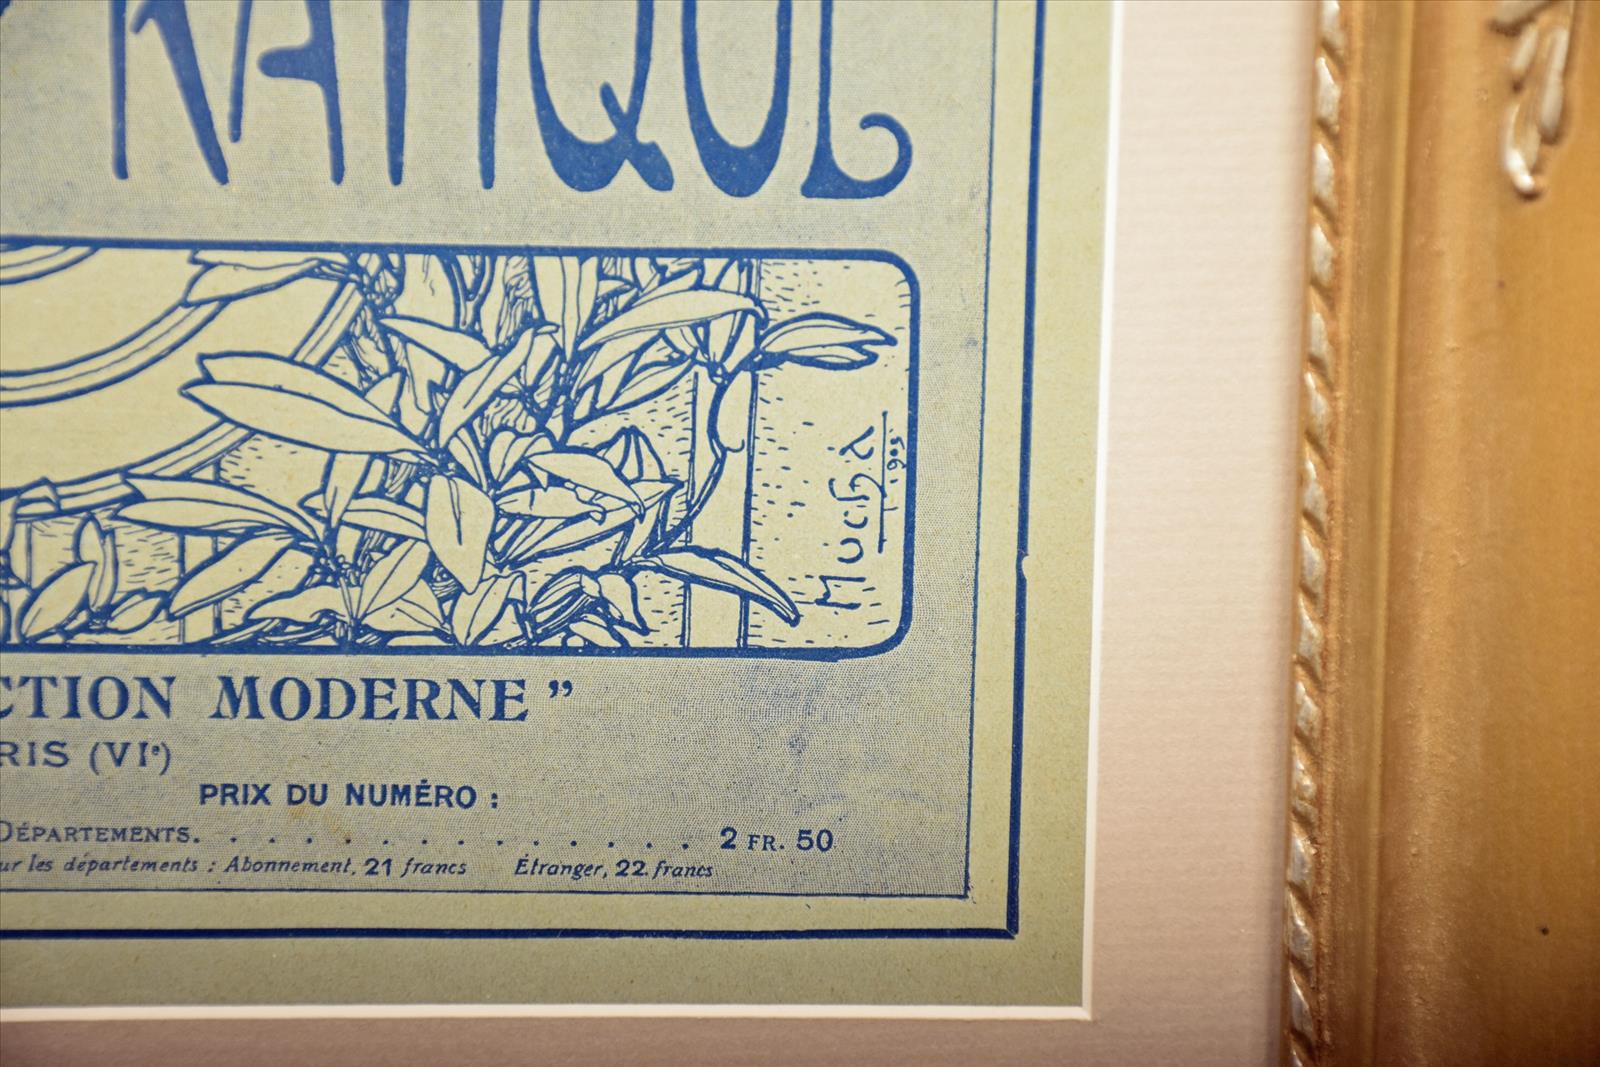 RATIQUE
Mucha
1905
CTION MODERNE”
RIS (VIe)
PRIX DU NUMÉRO :
DÉPARTEMENTS. . . . . . . . . . . . . . 2 FR. 50
ur les départements : Abonnement, 21 francs Étranger, 22 francs